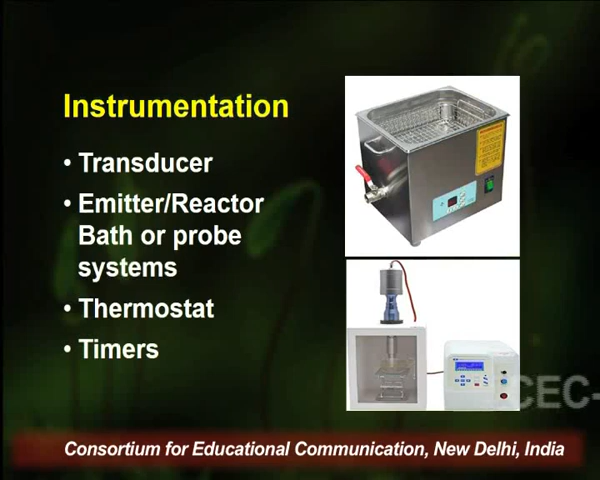 Instrumentation
• Transducer
• Emitter/Reactor
Bath or probe
systems
• Thermostat
• Timers
CEC-
Consortium for Educational Communication, New Delhi, India